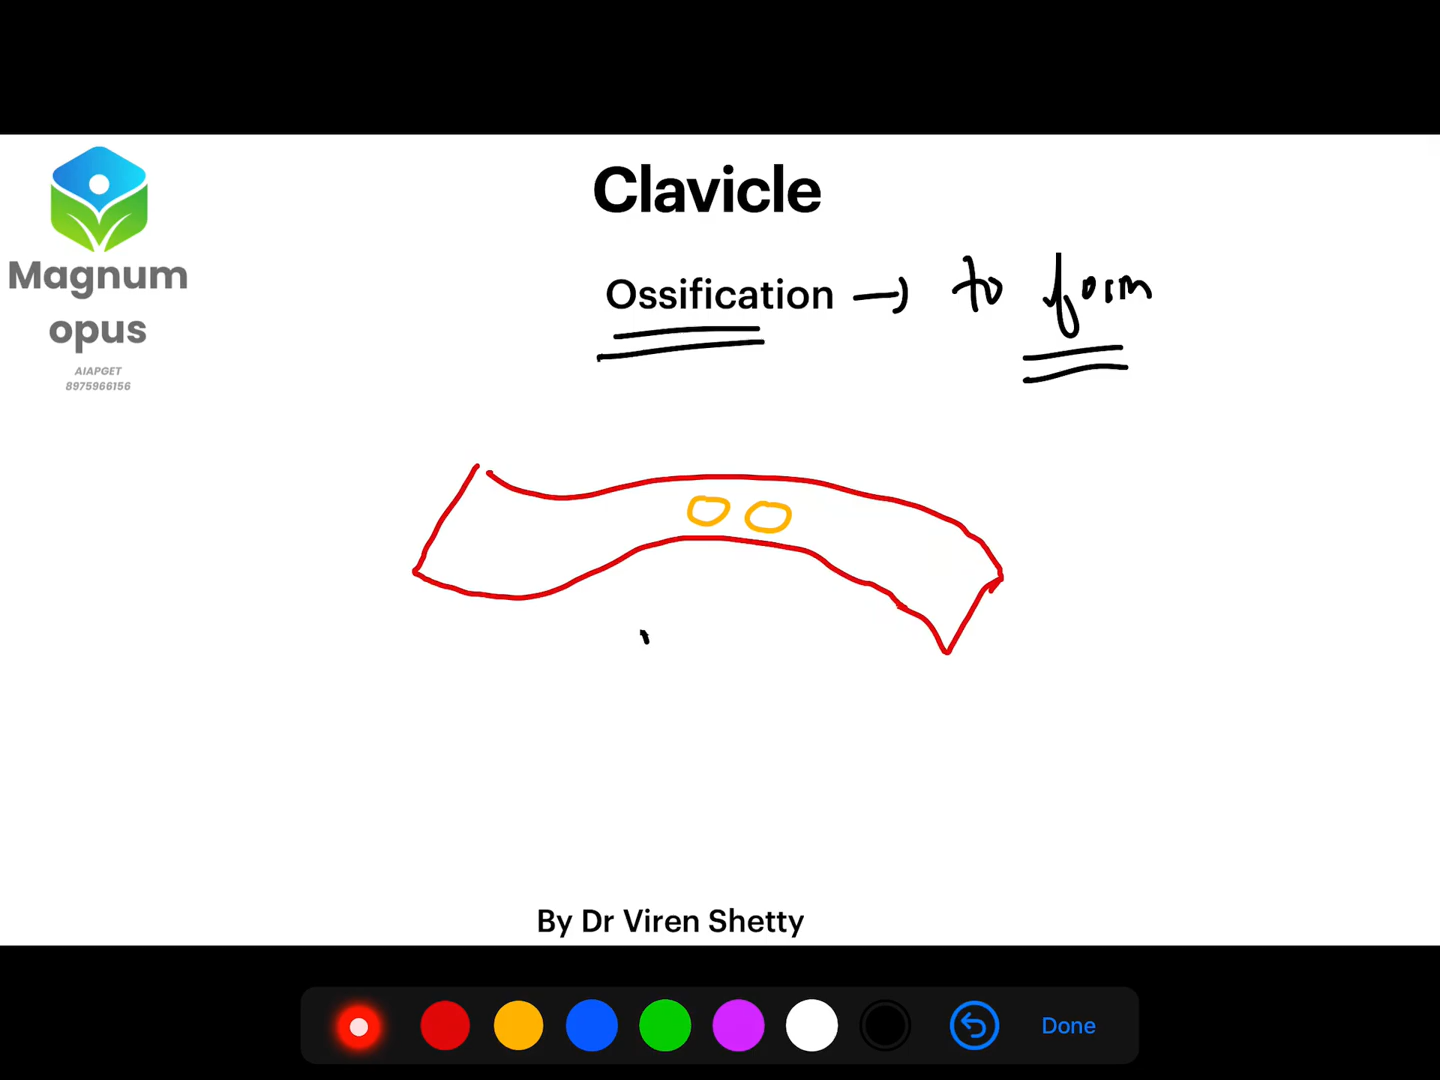 Clavicle
Magnum
opus
AIAPGET
8975966156
Ossification → to form
By Dr Viren Shetty
Done